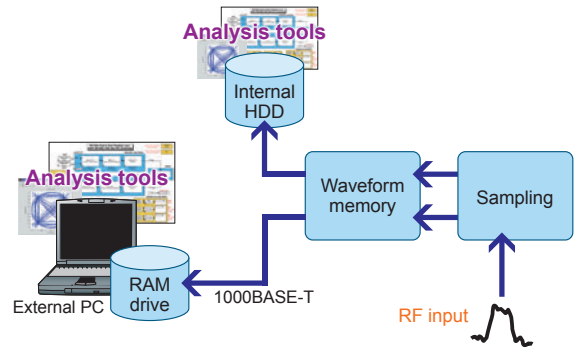 Analysis tools
Internal
HDD
Analysis tools
Waveform
memory
Sampling
RAM
drive
External PC
1000BASE-T
RF input